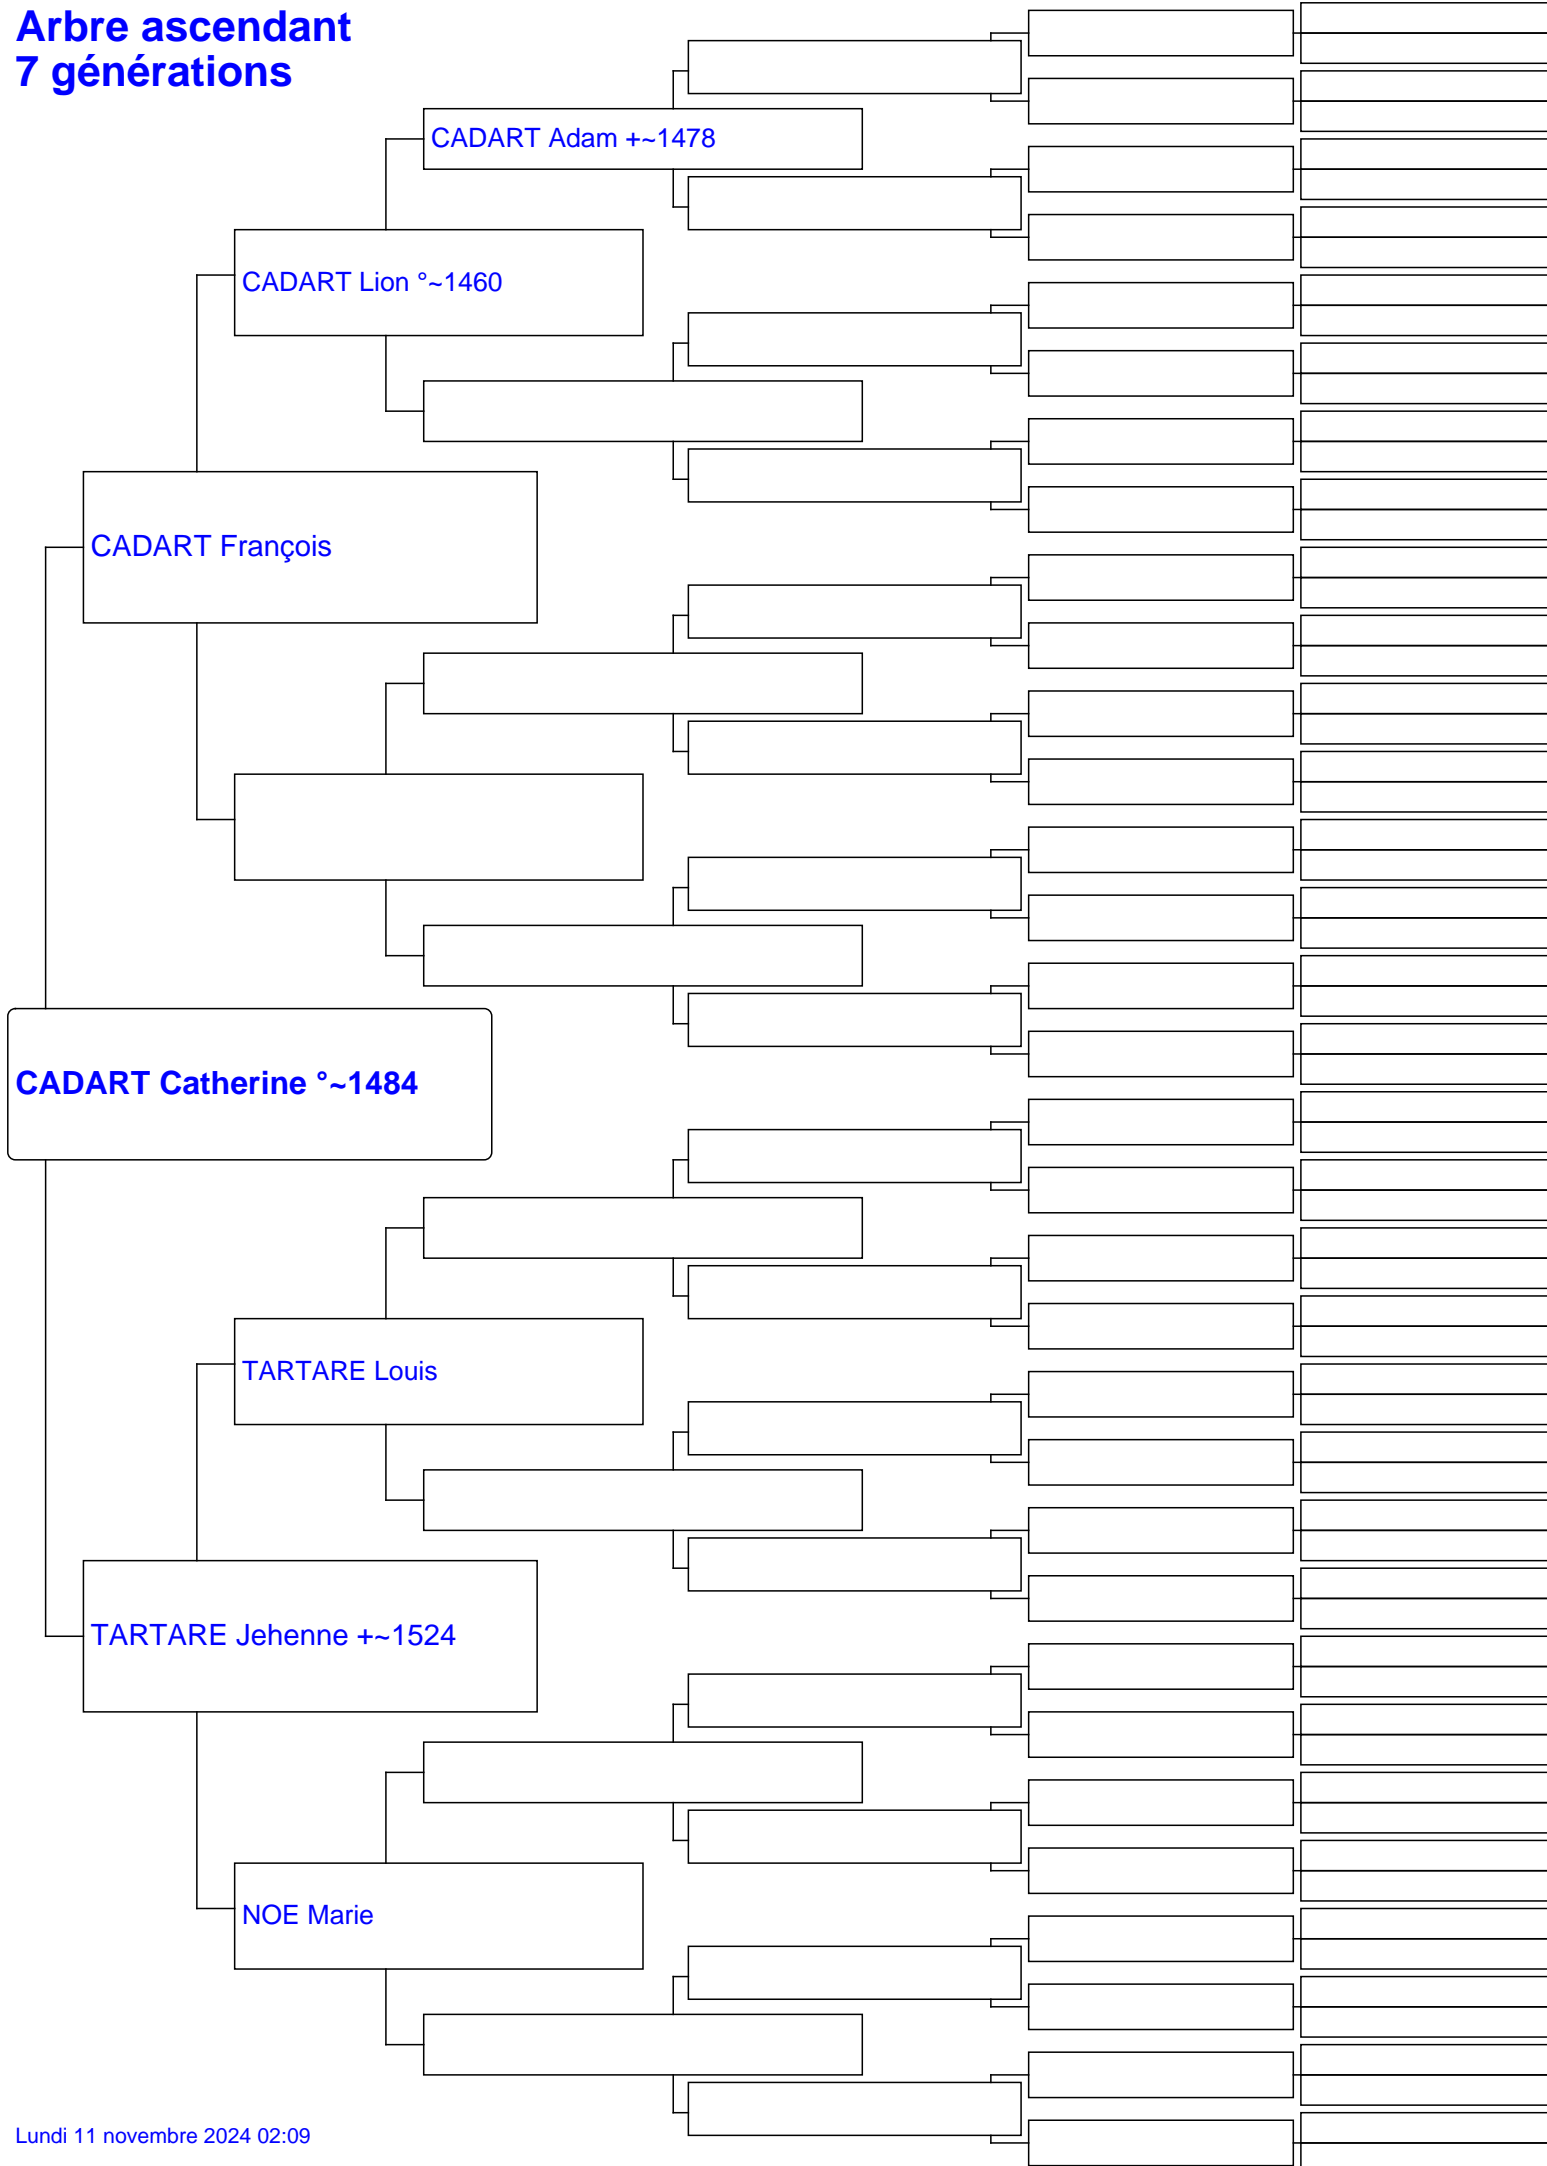 Arbre ascendant
7 générations
CADART Adam +~1478
CADART Lion °~1460
CADART François
CADART Catherine °~1484
TARTARE Louis
TARTARE Jehenne +~1524
NOE Marie
Lundi 11 novembre 2024 02:09